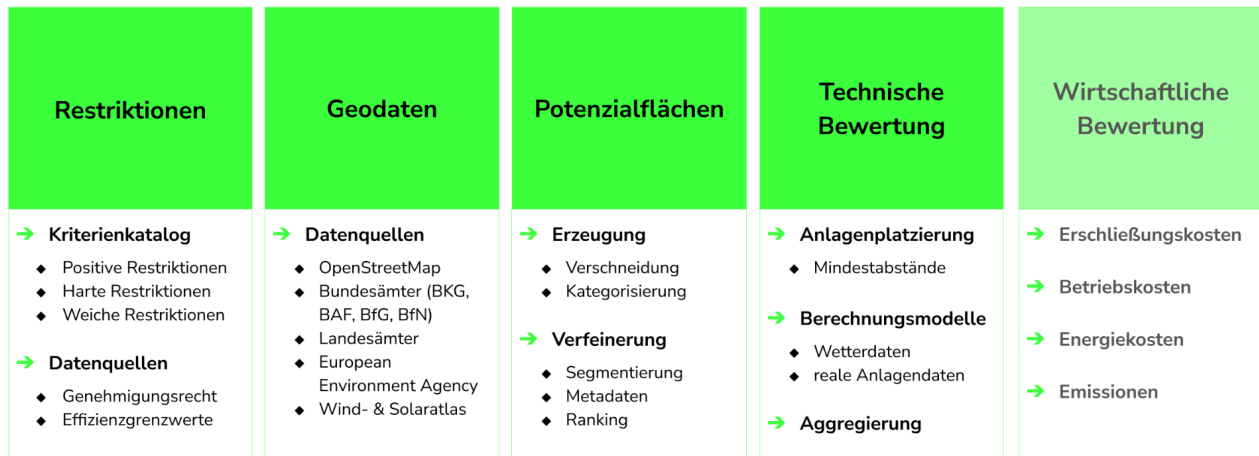 Restriktionen
➔ Kriterienkatalog
◆ Positive Restriktionen
◆ Harte Restriktionen
◆ Weiche Restriktionen
➔ Datenquellen
◆ Genehmigungsrecht
◆ Effizienzgrenzwerte
Geodaten
➔ Datenquellen
◆ OpenStreetMap
◆ Bundesämter (BKG,
BAF, BfG, BfN)
◆ Landesämter
◆ European
Environment Agency
◆ Wind- & Solaratlas
Potenzialflächen
➔ Erzeugung
◆ Verschneidung
◆ Kategorisierung
➔ Verfeinerung
◆ Segmentierung
◆ Metadaten
◆ Ranking
Technische
Bewertung
➔ Anlagenplatzierung
◆ Mindestabstände
➔ Berechnungsmodelle
◆ Wetterdaten
◆ reale Anlagendaten
➔ Aggregierung
Wirtschaftliche
Bewertung
➔ Erschließungskosten
➔ Betriebskosten
➔ Energiekosten
➔ Emissionen